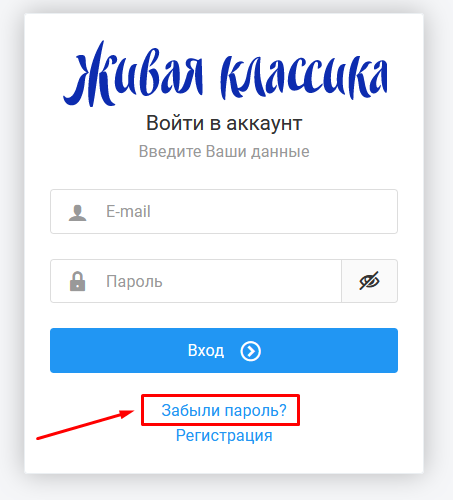 Живая классика
Войти в аккаунт
Введите Ваши данные
E-mail
Пароль
Вход
Забыли пароль?
Регистрация